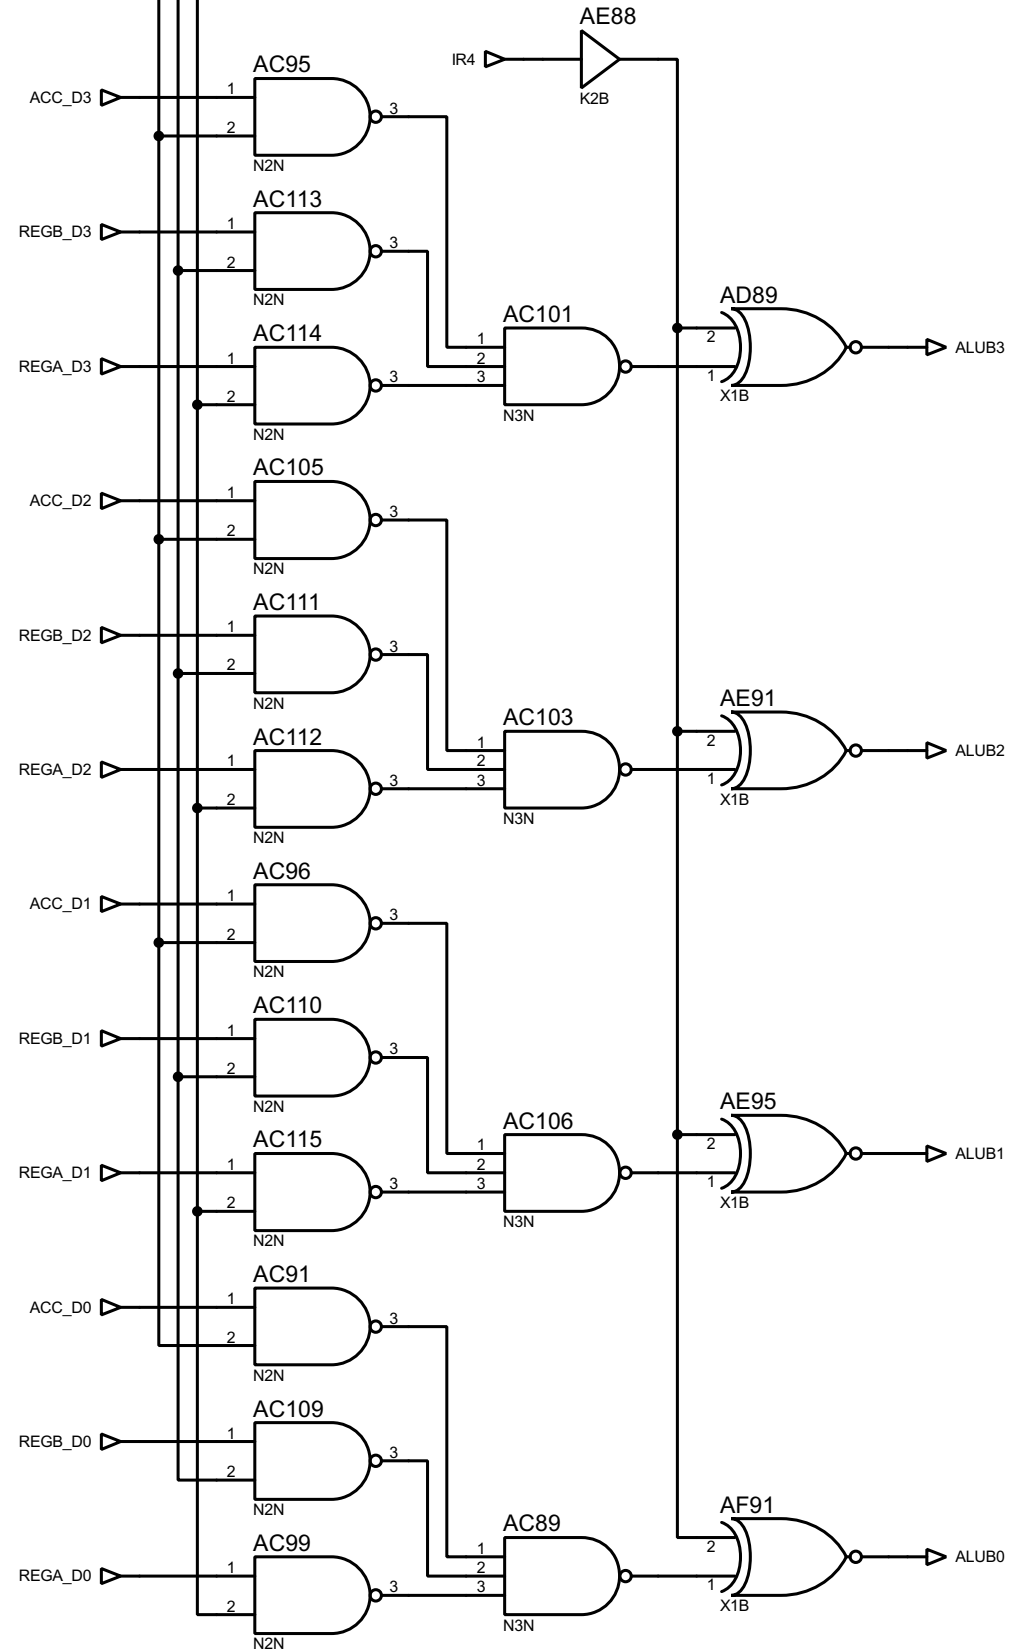 AE88
IR4
K2B
AC95
ACC_D3
1
2
3
N2N
AC113
REGB_D3
1
2
3
N2N
AC114
REGA_D3
1
2
3
N2N
AC101
1
2
3
N3N
AD89
2
1
X1B
ALUB3
AC105
ACC_D2
1
2
3
N2N
AC111
REGB_D2
1
2
3
N2N
AC112
REGA_D2
1
2
3
N2N
AC103
1
2
3
N3N
AE91
2
1
X1B
ALUB2
AC96
ACC_D1
1
2
3
N2N
AC110
REGB_D1
1
2
3
N2N
AC115
REGA_D1
1
2
3
N2N
AC106
1
2
3
N3N
AE95
2
1
X1B
ALUB1
AC91
ACC_D0
1
2
3
N2N
AC109
REGB_D0
1
2
3
N2N
AC99
REGA_D0
1
2
3
N2N
AC89
1
2
3
N3N
AF91
2
1
X1B
ALUB0